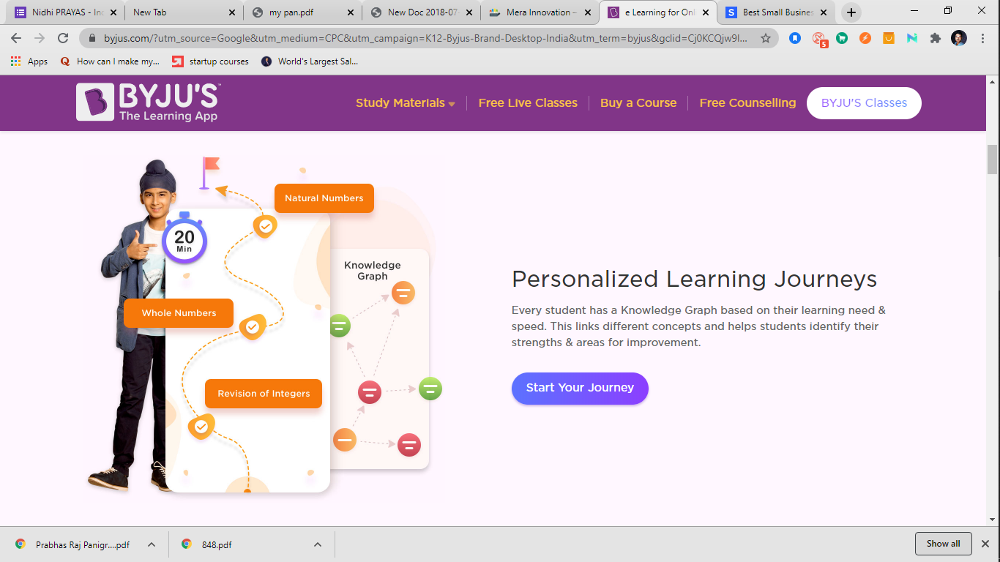 Nidhi PRAYAS - Inc
New Tab
my pan.pdf
New Doc 2018-07-
Mera Innovation –
e Learning for Onl
Best Small Busines
byjus.com/?utm_source=Google&utm_medium=CPC&utm_campaign=K12-Byjus-Brand-Desktop-India&utm_term=byjus&gclid=Cj0KCQjw9I...
5
Apps
How can I make my...
startup courses
World's Largest Sal...
BYJU'S
The Learning App
Study Materials
Free Live Classes
Buy a Course
Free Counselling
BYJU'S Classes
Natural Numbers
20
Min
Whole Numbers
Revision of Integers
Knowledge
Graph
Personalized Learning Journeys
Every student has a Knowledge Graph based on their learning need &
speed. This links different concepts and helps students identify their
strengths & areas for improvement.
Start Your Journey
Prabhas Raj Panigr....pdf
848.pdf
Show all